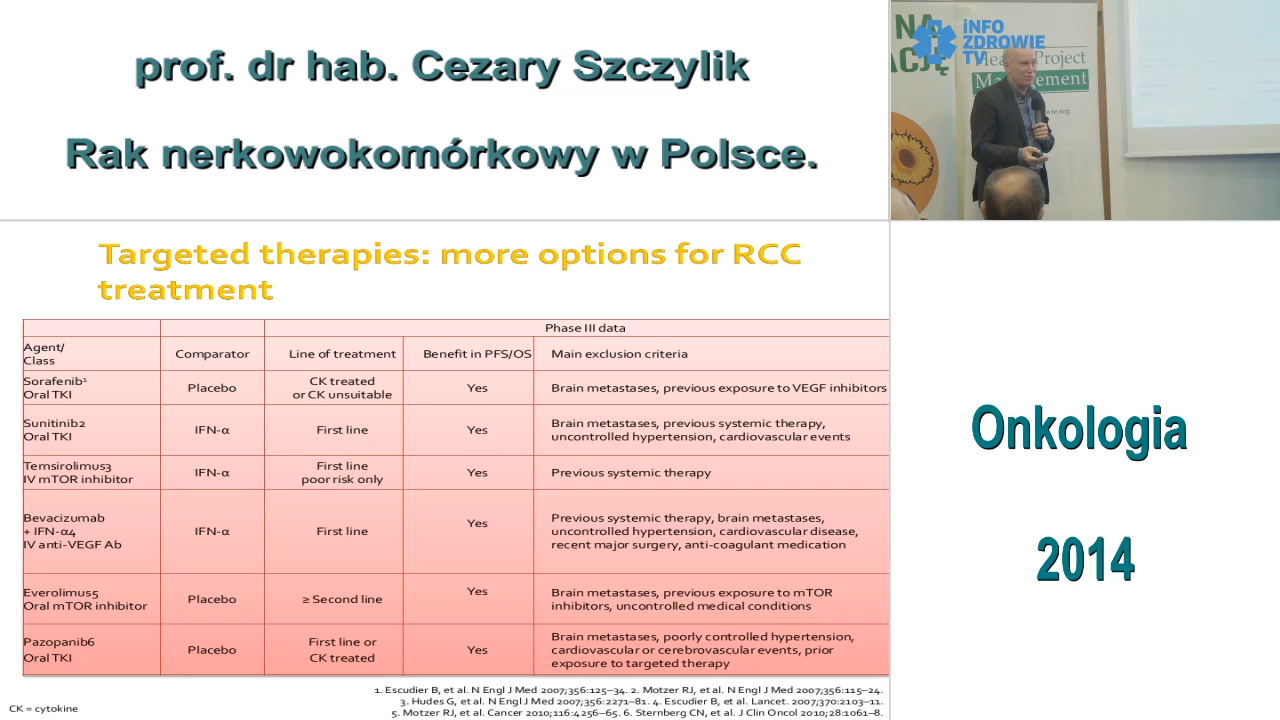 prof. dr hab. Cezary Szczylik
Rak nerkowokomórkowy w Polsce.
NA
ACJĘ
iNFO
ZDROWIE
TV
Project
Management
Targeted therapies: more options for RCC
treatment
Phase III data
Agent/
Class
Comparator
Line of treatment
Benefit in PFS/OS
Main exclusion criteria
Sorafenib¹
Oral TKI
Placebo
CK treated
or CK unsuitable
Yes
Brain metastases, previous exposure to VEGF inhibitors
Sunitinib2
Oral TKI
IFN-α
First line
Yes
Brain metastases, previous systemic therapy,
uncontrolled hypertension, cardiovascular events
Temsirolimus3
IV mTOR inhibitor
IFN-α
First line
poor risk only
Yes
Previous systemic therapy
Bevacizumab
+ IFN-α4
IV anti-VEGF Ab
IFN-α
First line
Yes
Previous systemic therapy, brain metastases,
uncontrolled hypertension, cardiovascular disease,
recent major surgery, anti-coagulant medication
Everolimus5
Oral mTOR inhibitor
Placebo
≥ Second line
Yes
Brain metastases, previous exposure to mTOR
inhibitors, uncontrolled medical conditions
Pazopanib6
Oral TKI
Placebo
First line or
CK treated
Yes
Brain metastases, poorly controlled hypertension,
cardiovascular or cerebrovascular events, prior
exposure to targeted therapy
1. Escudier B, et al. N Engl J Med 2007;356:125–34. 2. Motzer RJ, et al. N Engl J Med 2007;356:115–24.
3. Hudes G, et al. N Engl J Med 2007;356:2271–81. 4. Escudier B, et al. Lancet. 2007;370:2103–11.
5. Motzer RJ, et al. Cancer 2010;116:4256–65. 6. Sternberg CN, et al. J Clin Oncol 2010;28:1061–8.
CK = cytokine
Onkologia
2014